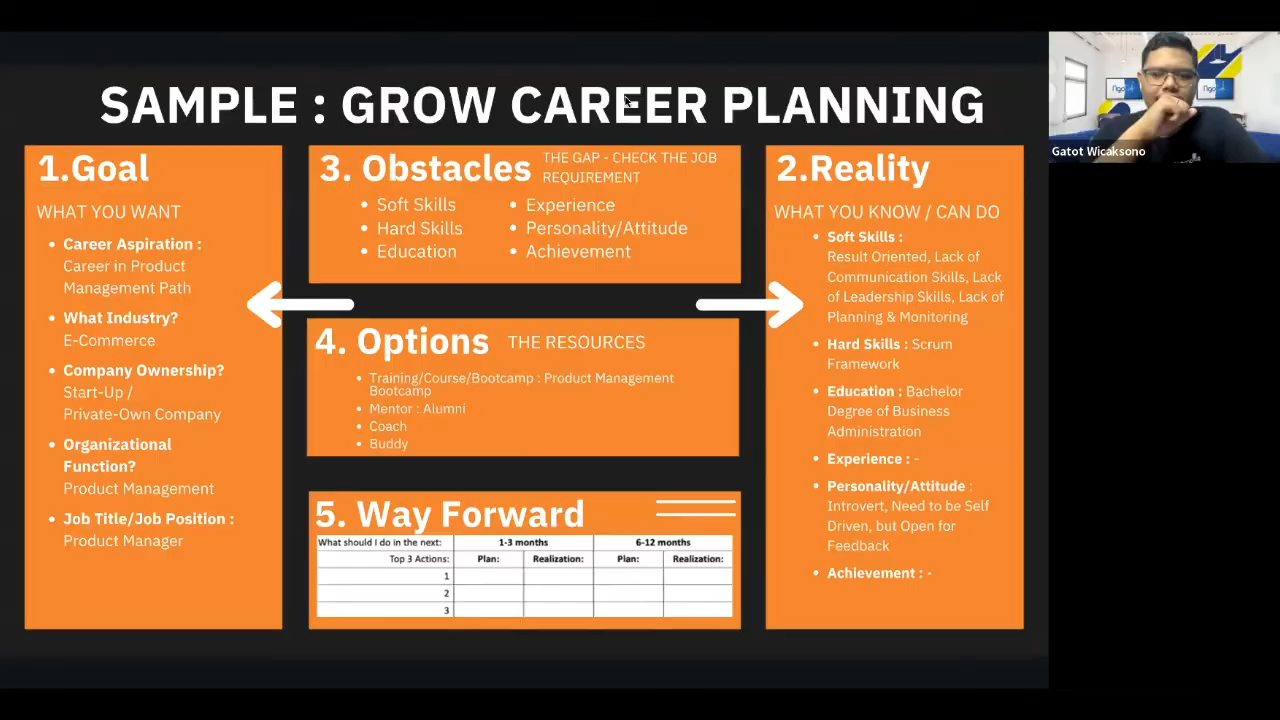 SAMPLE : GROW CAREER PLANNING
1.Goal
WHAT YOU WANT
• Career Aspiration :
Career in Product
Management Path
• What Industry?
E-Commerce
• Company Ownership?
Start-Up /
Private-Own Company
• Organizational
Function?
Product Management
• Job Title/Job Position :
Product Manager
3. Obstacles
THE GAP - CHECK THE JOB
REQUIREMENT
• Soft Skills
• Hard Skills
• Education
• Experience
• Personality/Attitude
• Achievement
4. Options THE RESOURCES
• Training/Course/Bootcamp : Product Management
Bootcamp
• Mentor : Alumni
• Coach
• Buddy
5. Way Forward
What should I do in the next: 1-3 months 6-12 months
Top 3 Actions: Plan: Realization: Plan: Realization:
1
2
3
2.Reality
WHAT YOU KNOW / CAN DO
• Soft Skills :
Result Oriented, Lack of
Communication Skills, Lack
of Leadership Skills, Lack of
Planning & Monitoring
• Hard Skills : Scrum
Framework
• Education : Bachelor
Degree of Business
Administration
• Experience : -
• Personality/Attitude :
Introvert, Need to be Self
Driven, but Open for
Feedback
• Achievement : -
Gatot Wicaksono